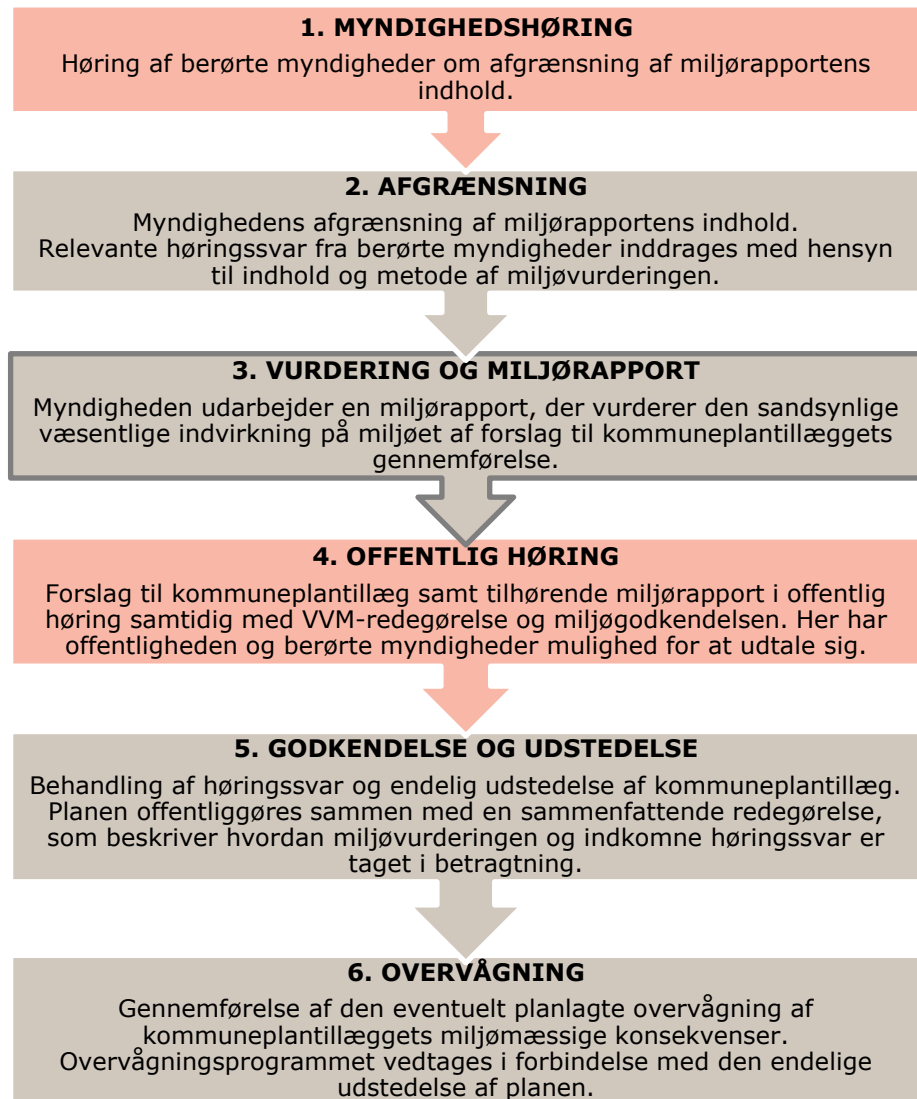 1. MYNDIGHEDSHØRING
Høring af berørte myndigheder om afgrænsning af miljørapportens
indhold.
2. AFGRÆNSNING
Myndighedens afgrænsning af miljørapportens indhold.
Relevante høringssvar fra berørte myndigheder inddrages med hensyn
til indhold og metode af miljøvurderingen.
3. VURDERING OG MILJØRAPPORT
Myndigheden udarbejder en miljørapport, der vurderer den sandsynlige
væsentlige indvirkning på miljøet af forslag til kommuneplantillæggets
gennemførelse.
4. OFFENTLIG HØRING
Forslag til kommuneplantillæg samt tilhørende miljørapport i offentlig
høring samtidig med VVM-redegørelse og miljøgodkendelsen. Her har
offentligheden og berørte myndigheder mulighed for at udtale sig.
5. GODKENDELSE OG UDSTEDELSE
Behandling af høringssvar og endelig udstedelse af kommuneplantillæg.
Planen offentliggøres sammen med en sammenfattende redegørelse,
som beskriver hvordan miljøvurderingen og indkomne høringssvar er
taget i betragtning.
6. OVERVÅGNING
Gennemførelse af den eventuelt planlagte overvågning af
kommuneplantillæggets miljømæssige konsekvenser.
Overvågningsprogrammet vedtages i forbindelse med den endelige
udstedelse af planen.